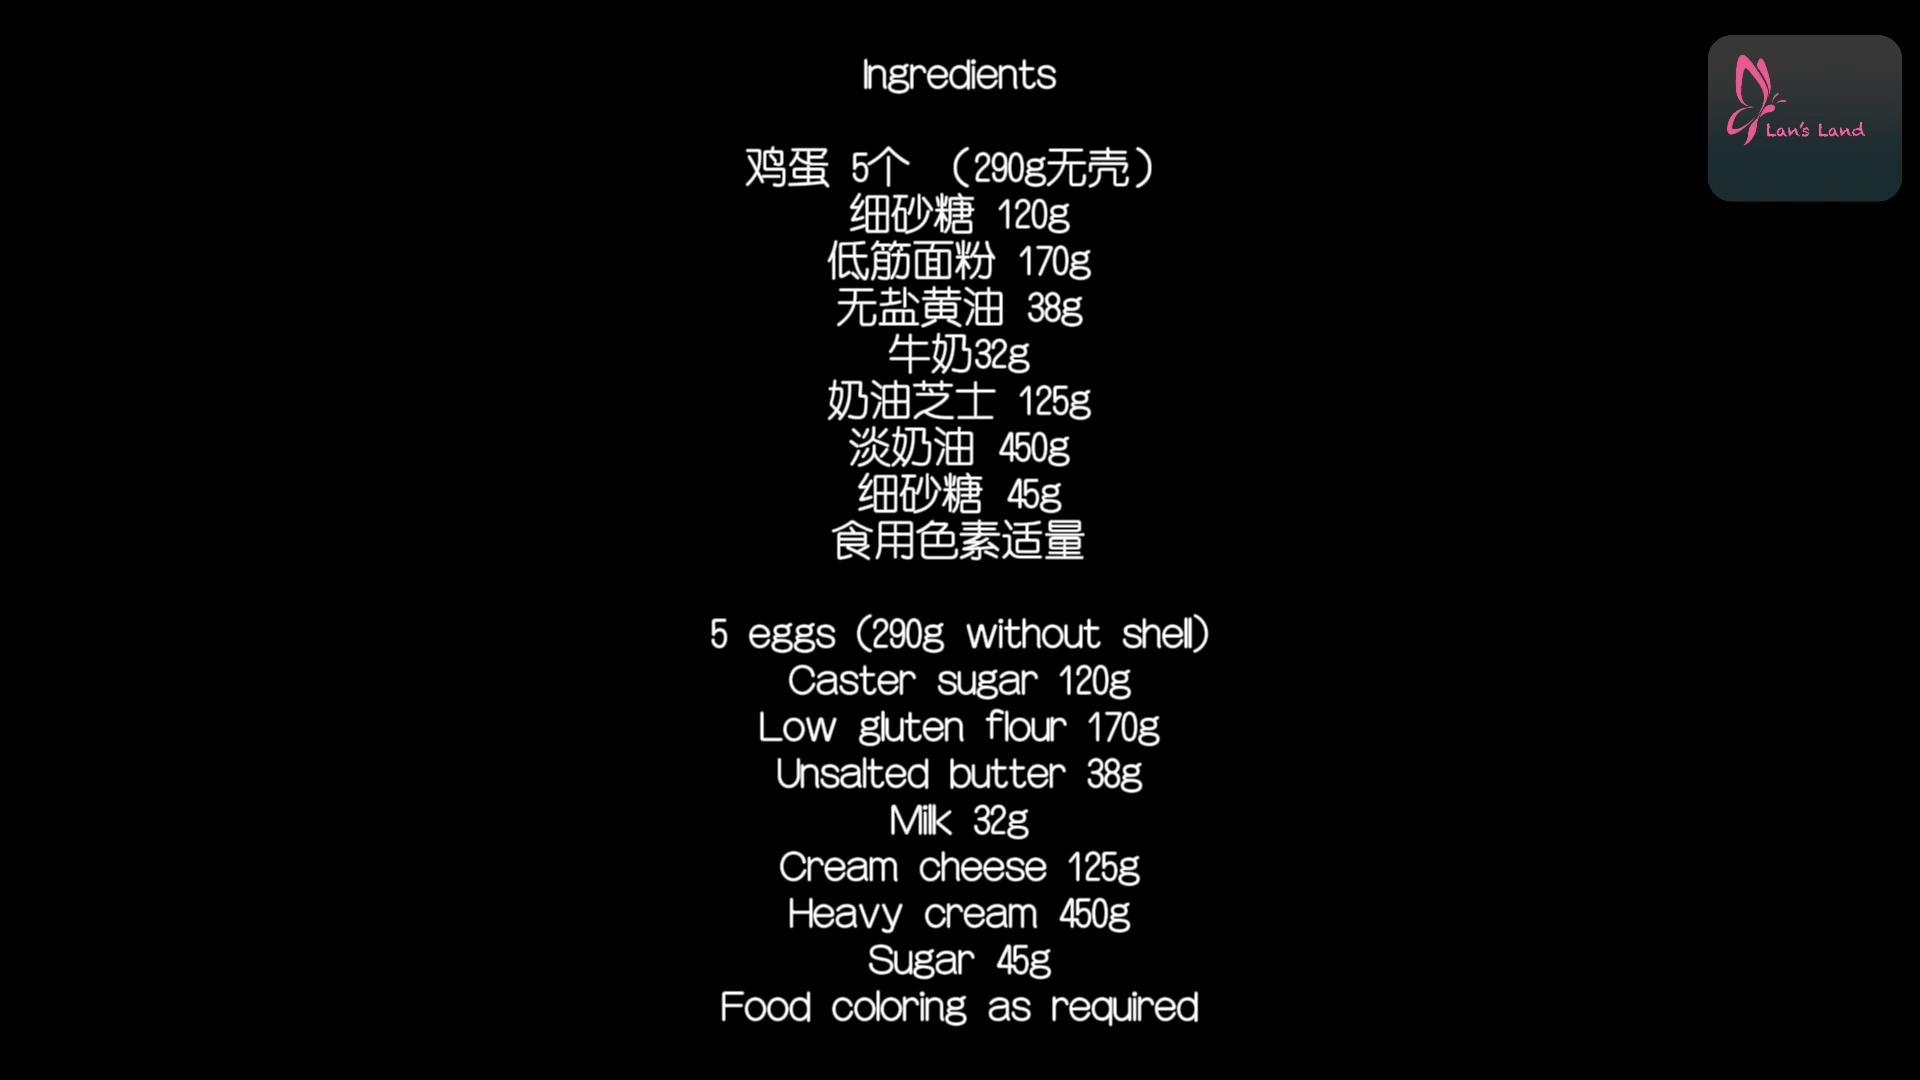 Ingredients
Lan's Land
鸡蛋 5个 （290g无壳）
细砂糖 120g
低筋面粉 170g
无盐黄油 38g
牛奶32g
奶油芝士 125g
淡奶油 450g
细砂糖 45g
食用色素适量
5 eggs (290g without shell)
Caster sugar 120g
Low gluten flour 170g
Unsalted butter 38g
Milk 32g
Cream cheese 125g
Heavy cream 450g
Sugar 45g
Food coloring as required